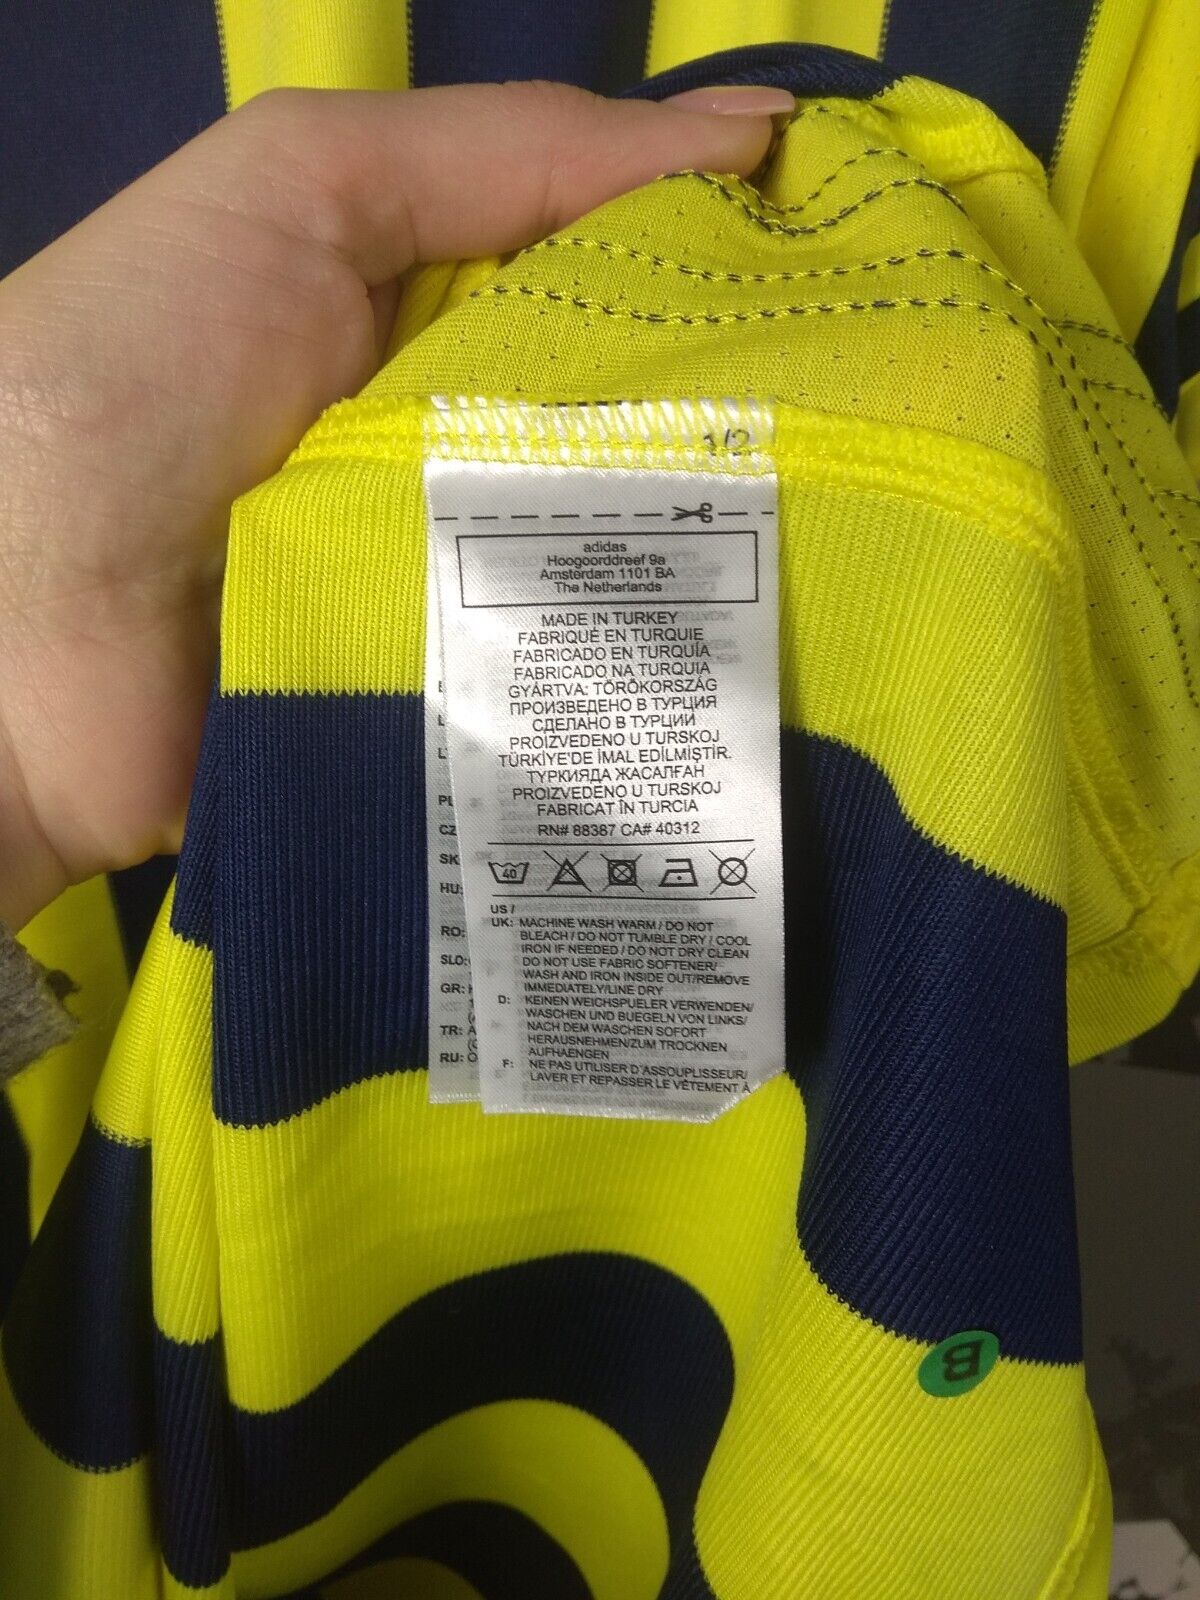 1/2
adidas
Hoogoorddreef 9a
Amsterdam 1101 BA
The Netherlands
MADE IN TURKEY
FABRIQUÉ EN TURQUIE
FABRICADO EN TURQUÍA
FABRICADO NA TURQUIA
GYÁRTVA: TÖRÖKORSZÁG
ПРОИЗВЕДЕНО В ТУРЦИЯ
СДЕЛАНО В ТУРЦИИ
PROIZVEDENO U TURSKOJ
TÜRKİYE'DE İMAL EDİLMİŞTİR.
ТУРКИЯДА ЖАСАЛҒАН
PROIZVEDENO U TURSKOJ
FABRICAT ÎN TURCIA
RN# 88387 CA# 40312
40
US /
UK: MACHINE WASH WARM / DO NOT
BLEACH / DO NOT TUMBLE DRY / COOL
IRON IF NEEDED / DO NOT DRY CLEAN
DO NOT USE FABRIC SOFTENER/
WASH AND IRON INSIDE OUT/REMOVE
IMMEDIATELY/LINE DRY
D: KEINEN WEICHSPUELER VERWENDEN/
WASCHEN UND BUEGELN VON LINKS/
NACH DEM WASCHEN SOFORT
HERAUSNEHMEN/ZUM TROCKNEN
AUFHAENGEN
F: NE PAS UTILISER D'ASSOUPLISSEUR/
LAVER ET REPASSER LE VÊTEMENT À
PL:
CZ
SK:
HU:
RO:
SLO:
GR:
TR:
RU:
B